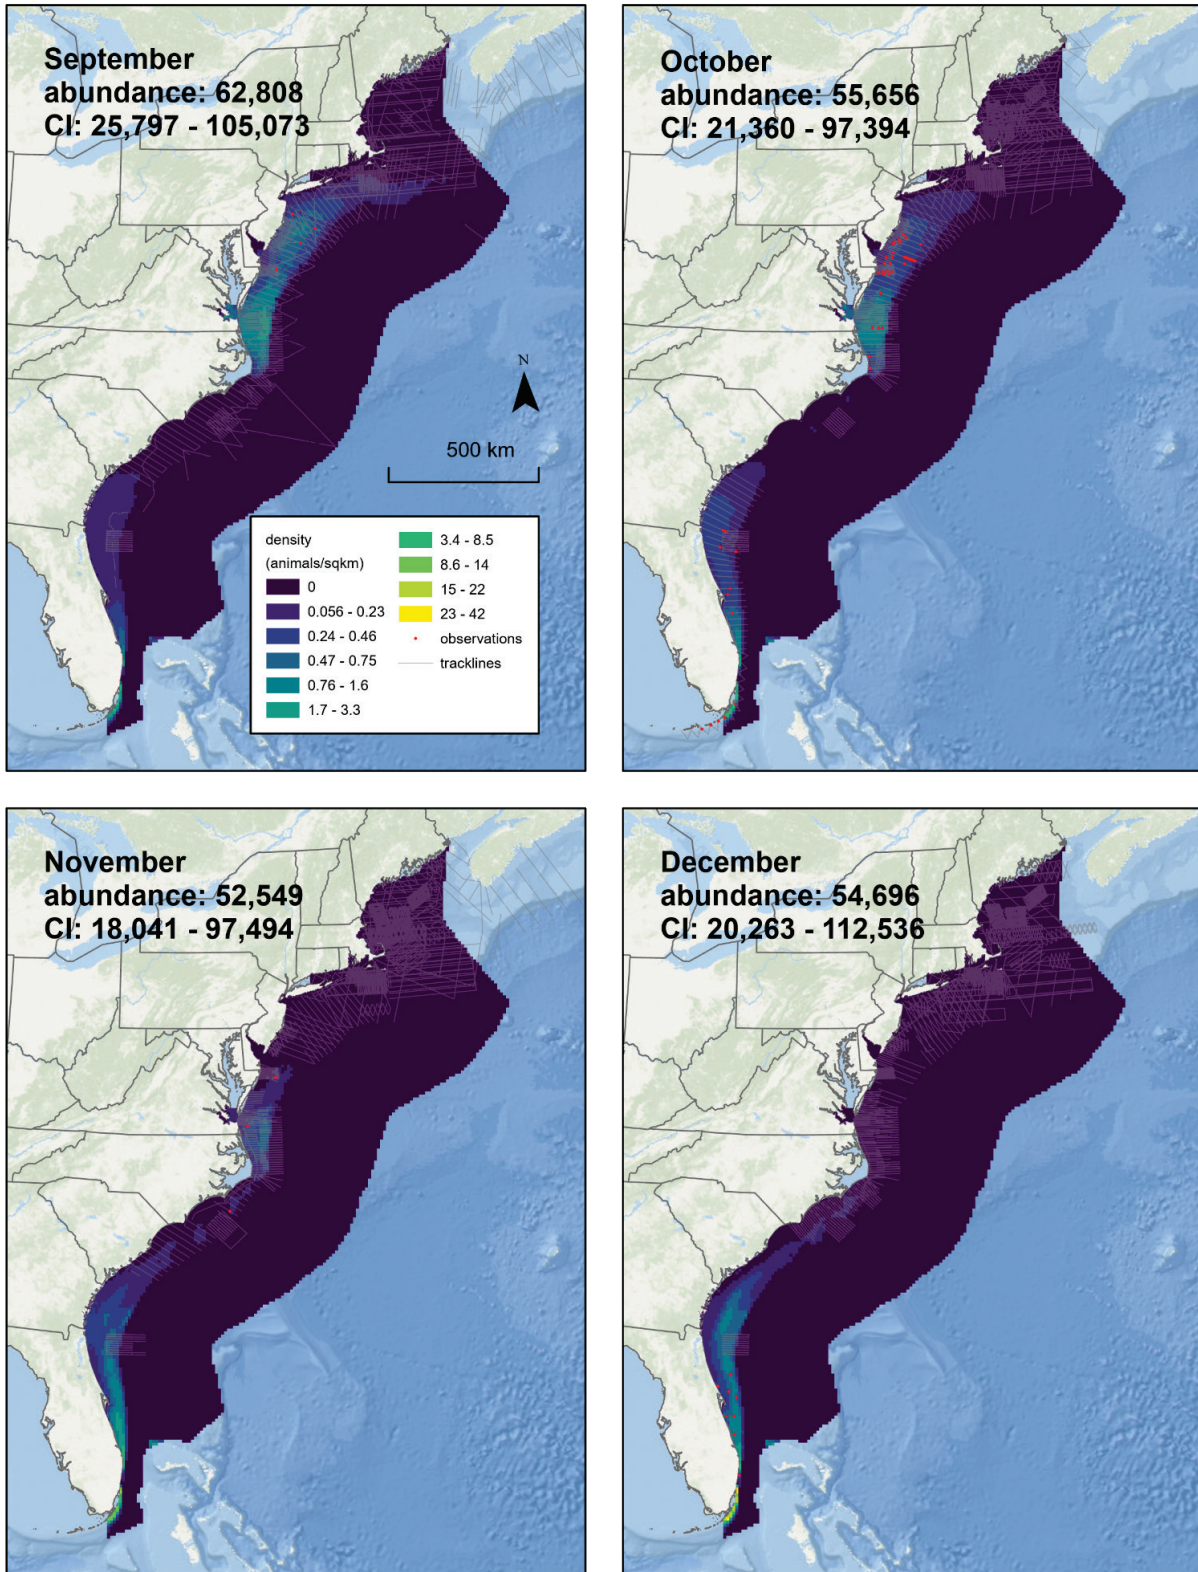 September
abundance: 62,808
CI: 25,797 - 105,073
N
500 km
density
(animals/sqkm)
0
0.056 - 0.23
0.24 - 0.46
0.47 - 0.75
0.76 - 1.6
1.7 - 3.3
3.4 - 8.5
8.6 - 14
15 - 22
23 - 42
observations
tracklines
October
abundance: 55,656
CI: 21,360 - 97,394
November
abundance: 52,549
CI: 18,041 - 97,494
December
abundance: 54,696
CI: 20,263 - 112,536